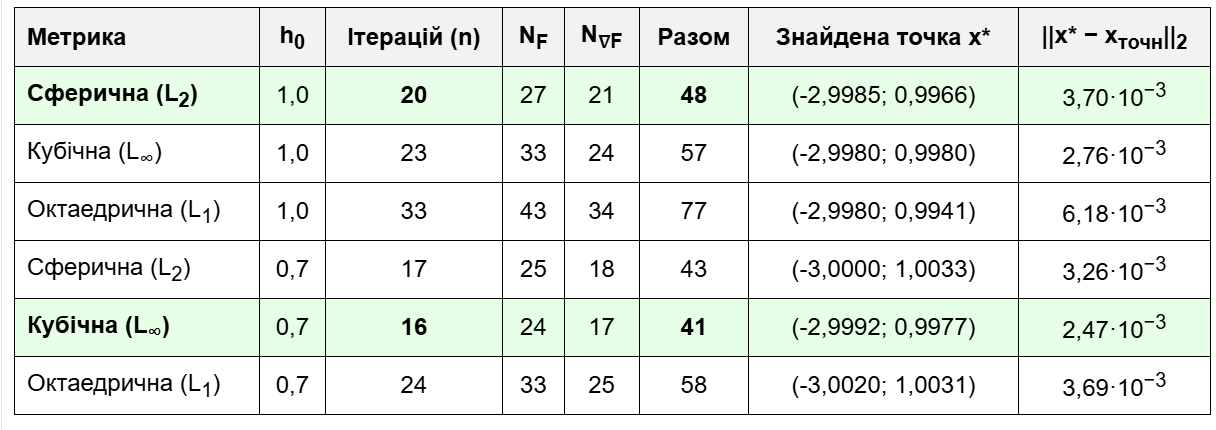 Метрика h₀ Ітерацій (n) N_F N_∇F Разом Знайдена точка x* ||x* − x_точн||₂
Сферична (L₂) 1,0 20 27 21 48 (-2,9985; 0,9966) 3,70·10⁻³
Кубічна (L∞) 1,0 23 33 24 57 (-2,9980; 0,9980) 2,76·10⁻³
Октаедрична (L₁) 1,0 33 43 34 77 (-2,9980; 0,9941) 6,18·10⁻³
Сферична (L₂) 0,7 17 25 18 43 (-3,0000; 1,0033) 3,26·10⁻³
Кубічна (L∞) 0,7 16 24 17 41 (-2,9992; 0,9977) 2,47·10⁻³
Октаедрична (L₁) 0,7 24 33 25 58 (-3,0020; 1,0031) 3,69·10⁻³